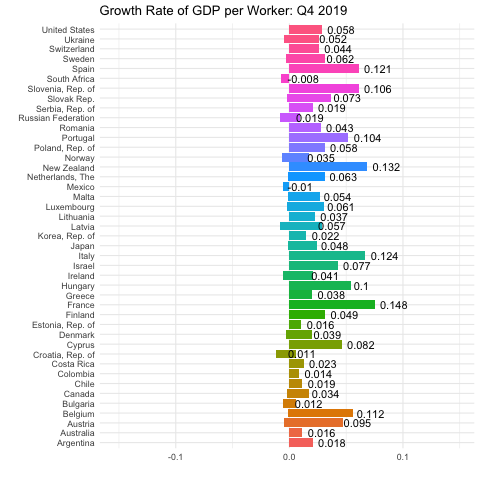 Growth Rate of GDP per Worker: Q4 2019
United States 0.058
Ukraine 0.052
Switzerland 0.044
Sweden 0.062
Spain 0.121
South Africa -0.008
Slovenia, Rep. of 0.106
Slovak Rep. 0.073
Serbia, Rep. of 0.019
Russian Federation 0.019
Romania 0.043
Portugal 0.104
Poland, Rep. of 0.058
Norway 0.035
New Zealand 0.132
Netherlands, The 0.063
Mexico -0.01
Malta 0.054
Luxembourg 0.061
Lithuania 0.037
Latvia 0.057
Korea, Rep. of 0.022
Japan 0.048
Italy 0.124
Israel 0.077
Ireland 0.041
Hungary 0.1
Greece 0.038
France 0.148
Finland 0.049
Estonia, Rep. of 0.016
Denmark 0.039
Cyprus 0.082
Croatia, Rep. of 0.011
Costa Rica 0.023
Colombia 0.014
Chile 0.019
Canada 0.034
Bulgaria 0.012
Belgium 0.112
Austria 0.095
Australia 0.016
Argentina 0.018
-0.1 0.0 0.1